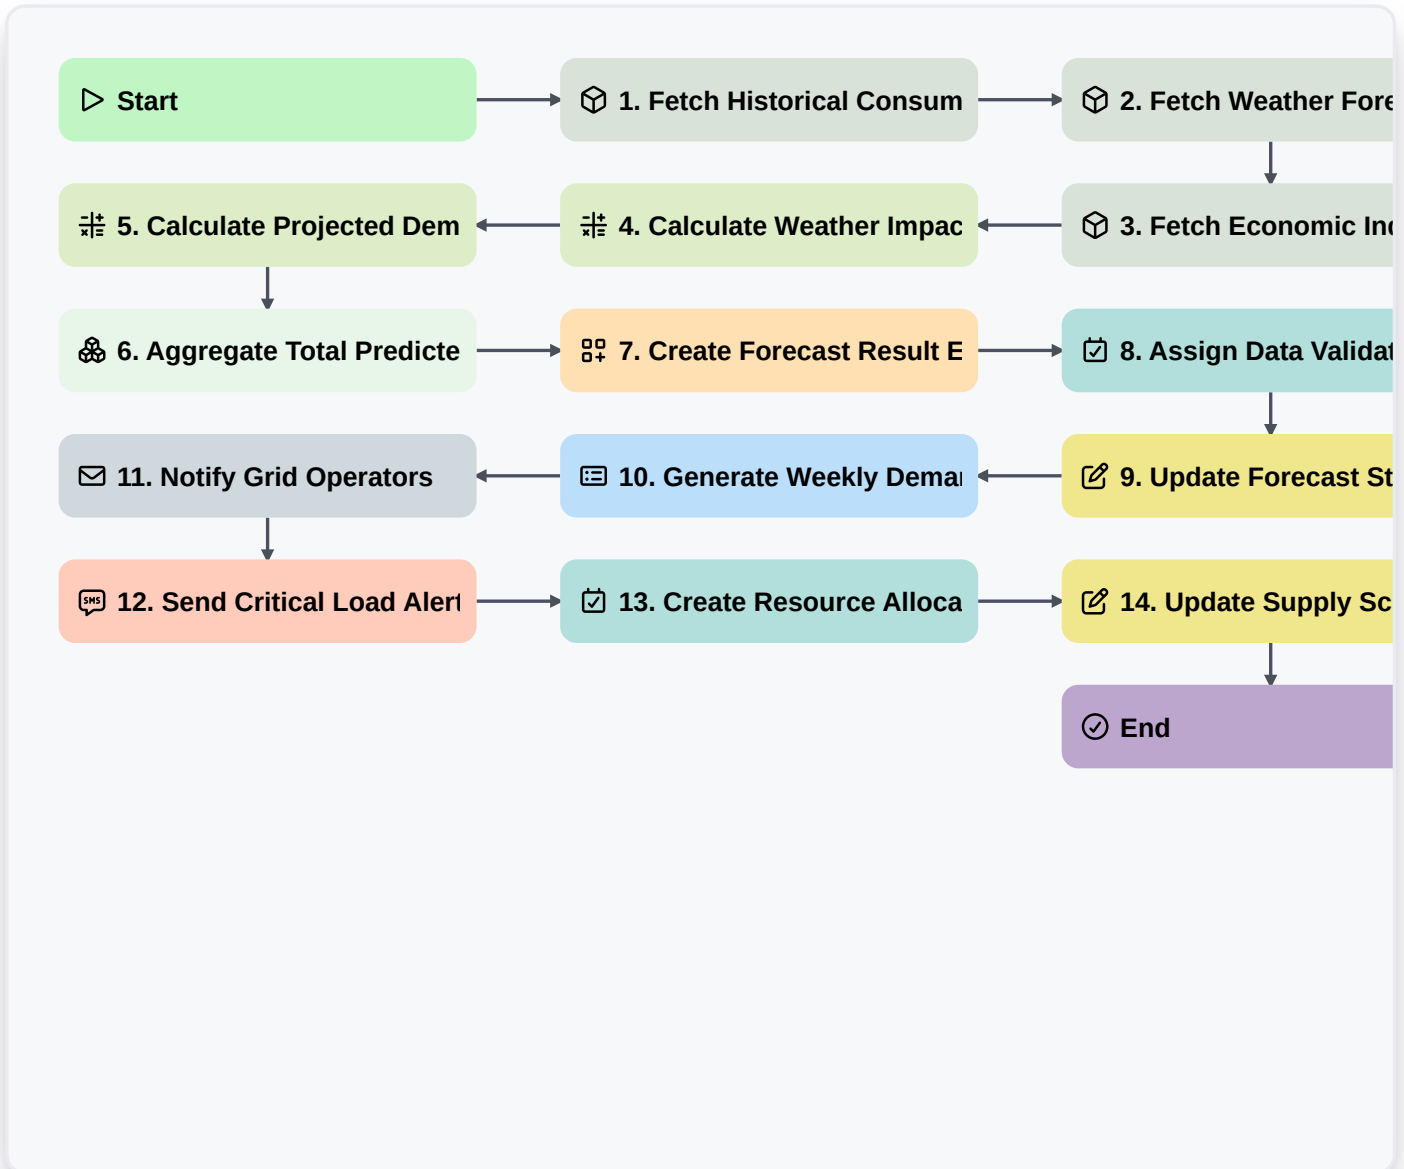 Start
1. Fetch Historical Consum
2. Fetch Weather Fore
5. Calculate Projected Dem
4. Calculate Weather Impac
3. Fetch Economic Ind
6. Aggregate Total Predicte
7. Create Forecast Result E
8. Assign Data Validat
11. Notify Grid Operators
10. Generate Weekly Demar
9. Update Forecast St
SMS
12. Send Critical Load Alert
13. Create Resource Alloca
14. Update Supply Sc
End